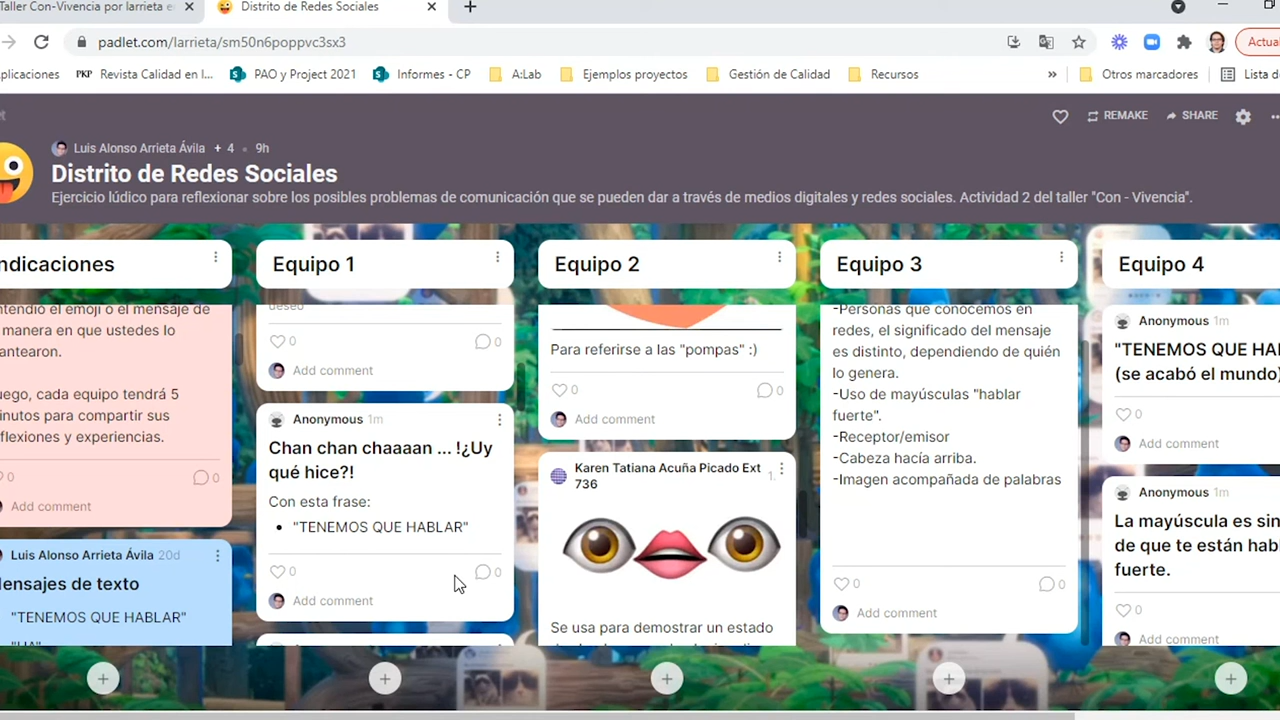 Taller Con-Vivencia por larrieta e
Distrito de Redes Sociales
padlet.com/larrieta/sm50n6poppvc3sx3
Actua
plicaciones
PKP Revista Calidad en I...
PAO y Project 2021
Informes - CP
A:Lab
Ejemplos proyectos
Gestión de Calidad
Recursos
»
Otros marcadores
Lista d
REMAKE
SHARE
Luis Alonso Arrieta Ávila + 4 • 9h
Distrito de Redes Sociales
Ejercicio lúdico para reflexionar sobre los posibles problemas de comunicación que se pueden dar a través de medios digitales y redes sociales. Actividad 2 del taller "Con - Vivencia".
ndicaciones
ntendió el emoji o el mensaje de
manera en que ustedes lo
antearon.
uego, cada equipo tendrá 5
inutos para compartir sus
flexiones y experiencias.
0
0
Add comment
Luis Alonso Arrieta Ávila 20d
ensajes de texto
"TENEMOS QUE HABLAR"
Equipo 1
deseo
0
0
Add comment
Anonymous 1m
Chan chan chaaaan ... !¿Uy
qué hice?!
Con esta frase:
• "TENEMOS QUE HABLAR"
0
0
Add comment
Equipo 2
Para referirse a las "pompas" :)
0
0
Add comment
Karen Tatiana Acuña Picado Ext
736
1.
Se usa para demostrar un estado
Equipo 3
-Personas que conocemos en
redes, el significado del mensaje
es distinto, dependiendo de quién
lo genera.
-Uso de mayúsculas "hablar
fuerte".
-Receptor/emisor
-Cabeza hacía arriba.
-Imagen acompañada de palabras
0
0
Add comment
Equipo 4
Anonymous 1m
"TENEMOS QUE HA
(se acabó el mundo)
0
Add comment
Anonymous 1m
La mayúscula es sin
de que te están hab
fuerte.
0
Add comment